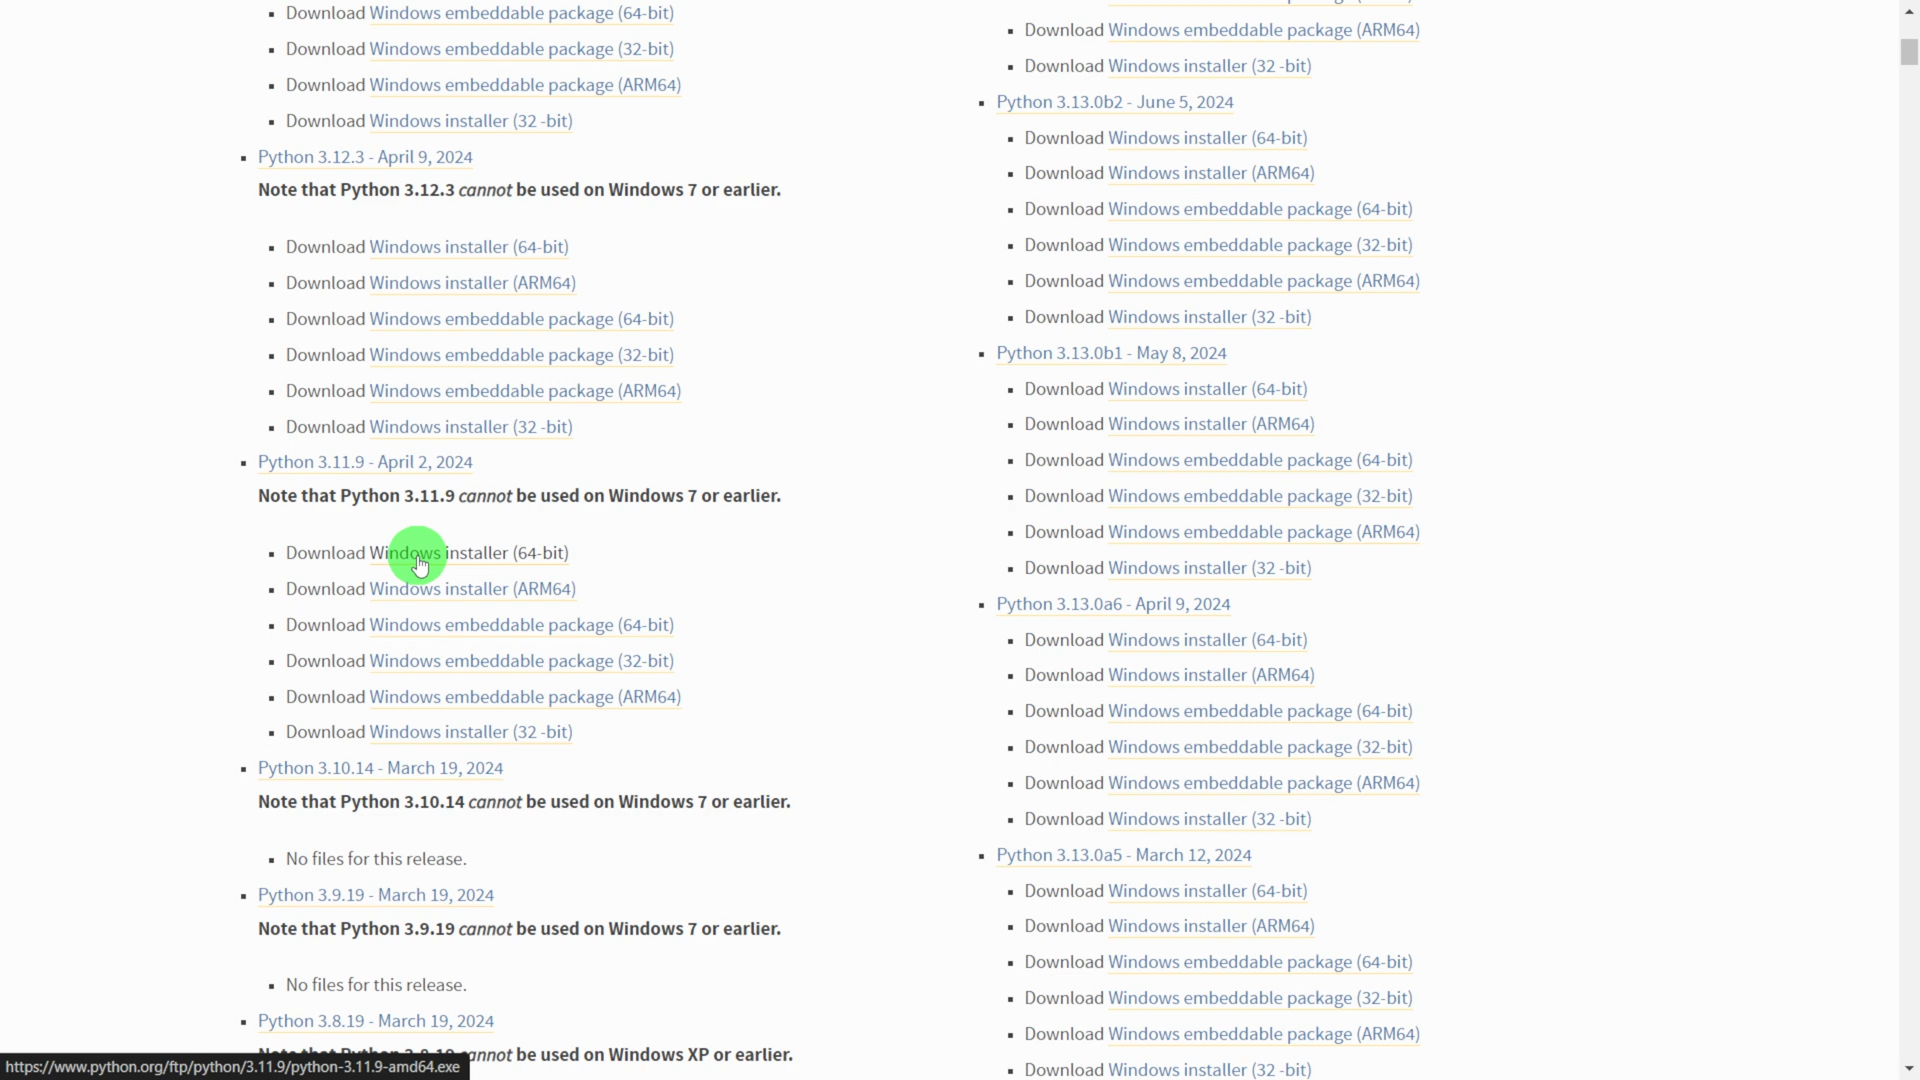 Download Windows embeddable package (64-bit)
Download Windows embeddable package (32-bit)
Download Windows embeddable package (ARM64)
Download Windows installer (32 -bit)
Python 3.12.3 - April 9, 2024
Note that Python 3.12.3 cannot be used on Windows 7 or earlier.
Download Windows installer (64-bit)
Download Windows installer (ARM64)
Download Windows embeddable package (64-bit)
Download Windows embeddable package (32-bit)
Download Windows embeddable package (ARM64)
Download Windows installer (32 -bit)
Python 3.11.9 - April 2, 2024
Note that Python 3.11.9 cannot be used on Windows 7 or earlier.
Download Windows installer (64-bit)
Download Windows installer (ARM64)
Download Windows embeddable package (64-bit)
Download Windows embeddable package (32-bit)
Download Windows embeddable package (ARM64)
Download Windows installer (32 -bit)
Python 3.10.14 - March 19, 2024
Note that Python 3.10.14 cannot be used on Windows 7 or earlier.
No files for this release.
Python 3.9.19 - March 19, 2024
Note that Python 3.9.19 cannot be used on Windows 7 or earlier.
No files for this release.
Python 3.8.19 - March 19, 2024
cannot be used on Windows XP or earlier.
https://www.python.org/ftp/python/3.11.9/python-3.11.9-amd64.exe
Download Windows embeddable package (ARM64)
Download Windows installer (32 -bit)
Python 3.13.0b2 - June 5, 2024
Download Windows installer (64-bit)
Download Windows installer (ARM64)
Download Windows embeddable package (64-bit)
Download Windows embeddable package (32-bit)
Download Windows embeddable package (ARM64)
Download Windows installer (32 -bit)
Python 3.13.0b1 - May 8, 2024
Download Windows installer (64-bit)
Download Windows installer (ARM64)
Download Windows embeddable package (64-bit)
Download Windows embeddable package (32-bit)
Download Windows embeddable package (ARM64)
Download Windows installer (32 -bit)
Python 3.13.0a6 - April 9, 2024
Download Windows installer (64-bit)
Download Windows installer (ARM64)
Download Windows embeddable package (64-bit)
Download Windows embeddable package (32-bit)
Download Windows embeddable package (ARM64)
Download Windows installer (32 -bit)
Python 3.13.0a5 - March 12, 2024
Download Windows installer (64-bit)
Download Windows installer (ARM64)
Download Windows embeddable package (64-bit)
Download Windows embeddable package (32-bit)
Download Windows embeddable package (ARM64)
Download Windows installer (32 -bit)